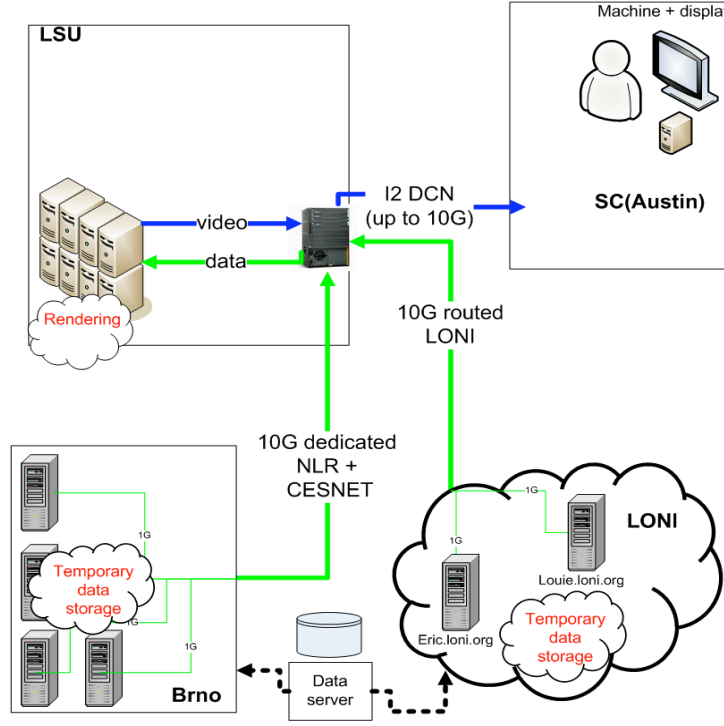 LSU
Machine + displa
SC(Austin)
I2 DCN
(up to 10G)
video
data
Rendering
10G routed
LONI
10G dedicated
NLR +
CESNET
1G
Temporary
data
storage
1G
1G
Brno
Data
server
1G
1G
LONI
Louie.loni.org
Eric.loni.org
Temporary
data
storage